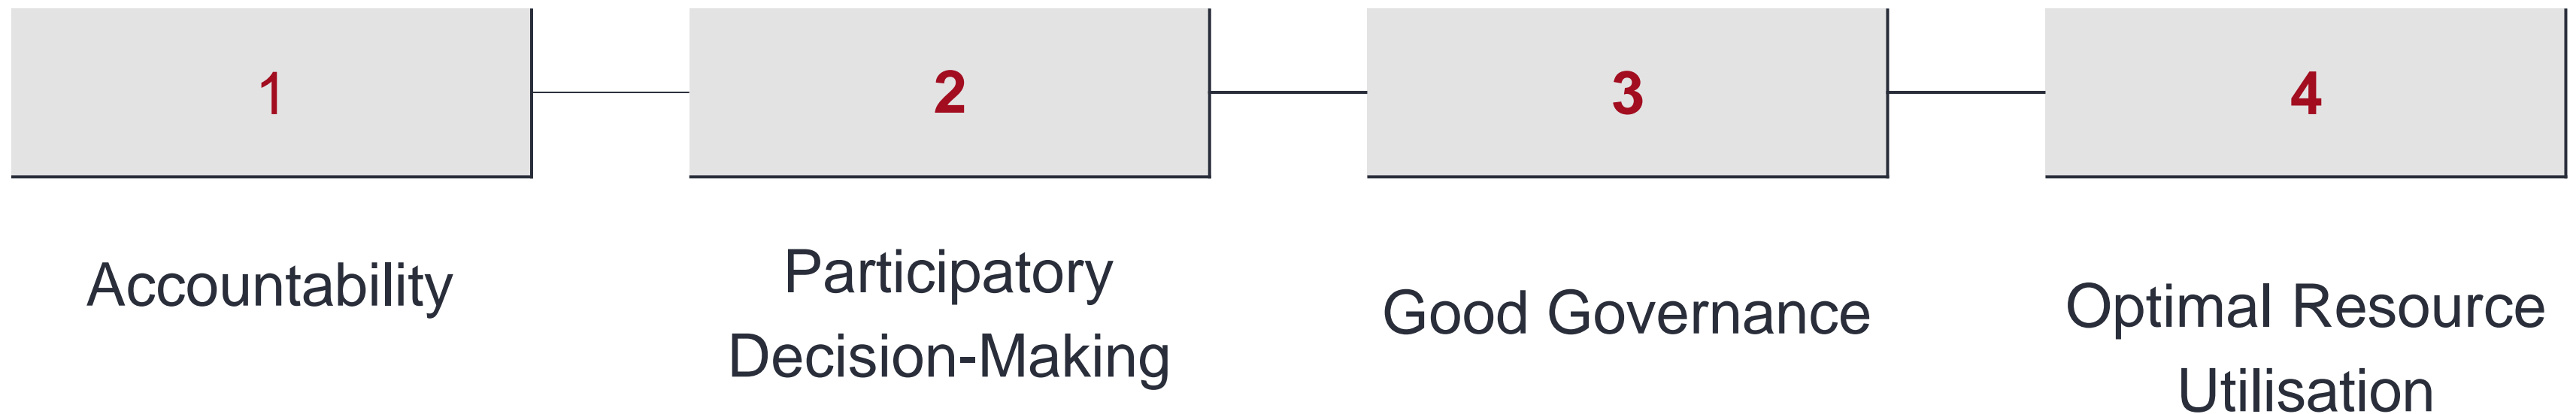 1
2
3
4
Accountability
Participatory
Decision-Making
Good Governance
Optimal Resource
Utilisation